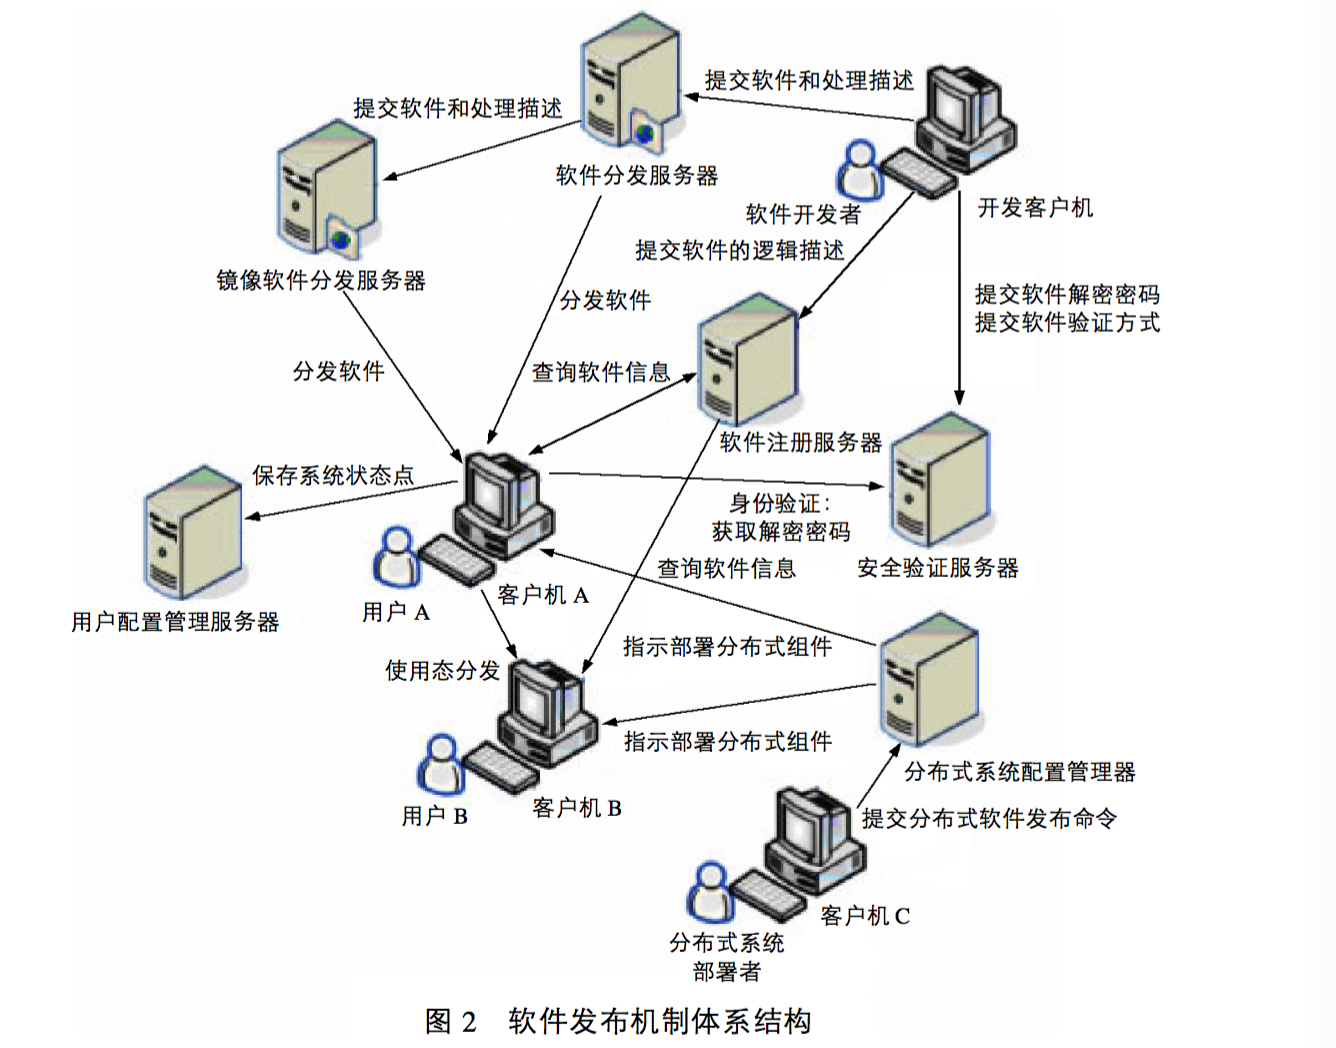 提交软件和处理描述
提交软件和处理描述
软件分发服务器
软件开发者
开发客户机
提交软件的逻辑描述
镜像软件分发服务器
分发软件
提交软件解密密码
提交软件验证方式
分发软件
查询软件信息
软件注册服务器
保存系统状态点
身份验证:
获取解密密码
查询软件信息
安全验证服务器
用户配置管理服务器
用户 A
客户机 A
指示部署分布式组件
使用态分发
指示部署分布式组件
分布式系统配置管理器
用户 B
客户机 B
提交分布式软件发布命令
客户机 C
分布式系统
部署者
图 2 软件发布机制体系结构